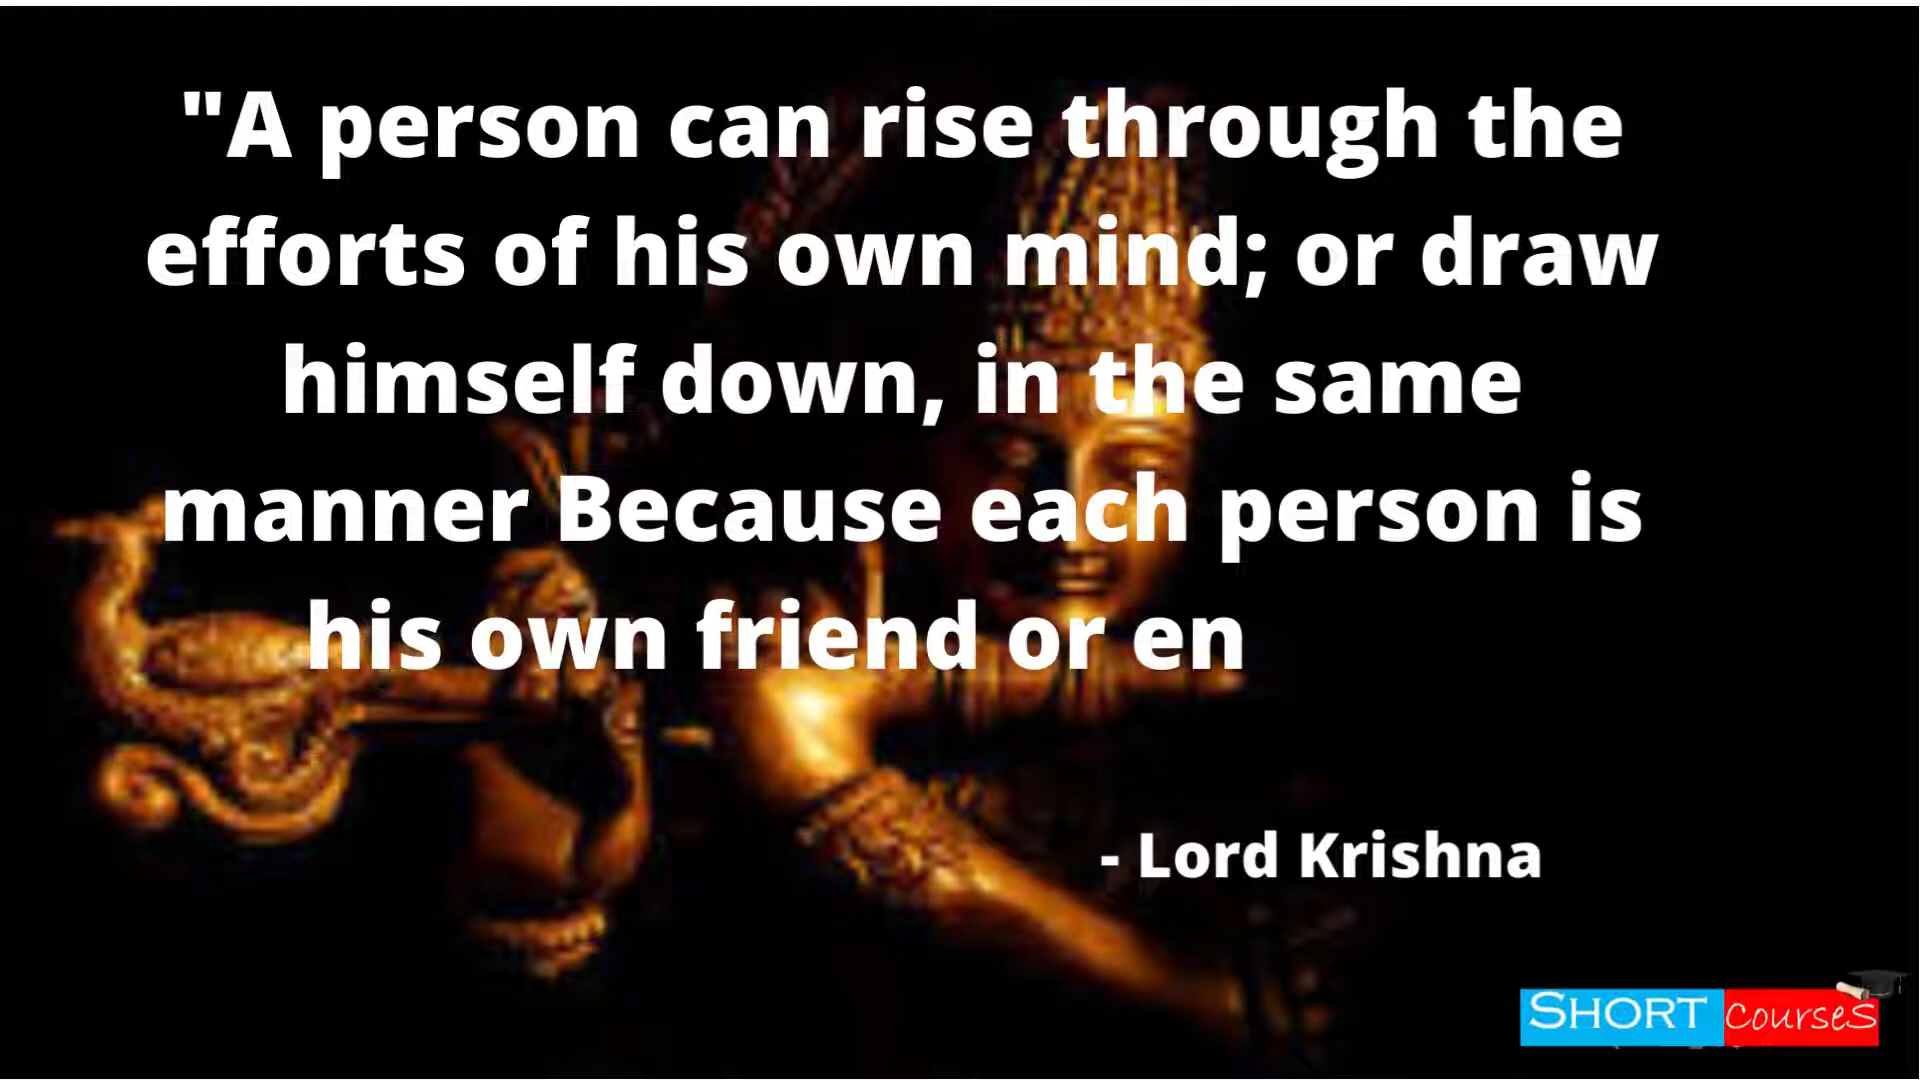 "A person can rise through the
efforts of his own mind; or draw
himself down, in the same
manner Because each person is
his own friend or en
- Lord Krishna
SHORT CourseS